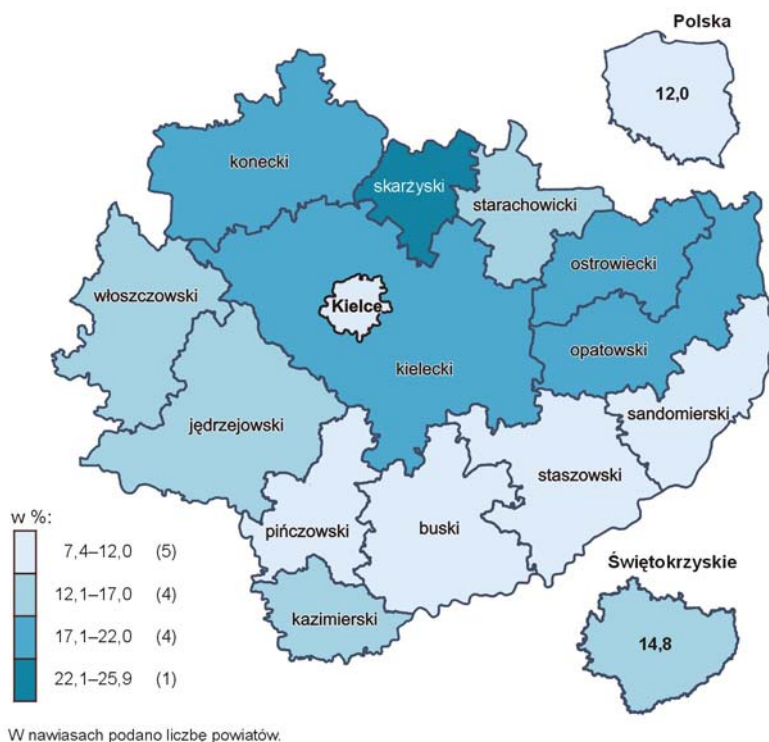 Polska
12,0
konecki
skarżyski
starachowicki
ostrowiecki
włoszczowski
Kielce
opatowski
kielecki
sandomierski
jędrzejowski
staszowski
w %:
7,4–12,0 (5)
12,1–17,0 (4)
17,1–22,0 (4)
22,1–25,9 (1)
pińczowski
buski
Świętokrzyskie
kazimierski
14,8
W nawiasach podano liczbę powiatów.